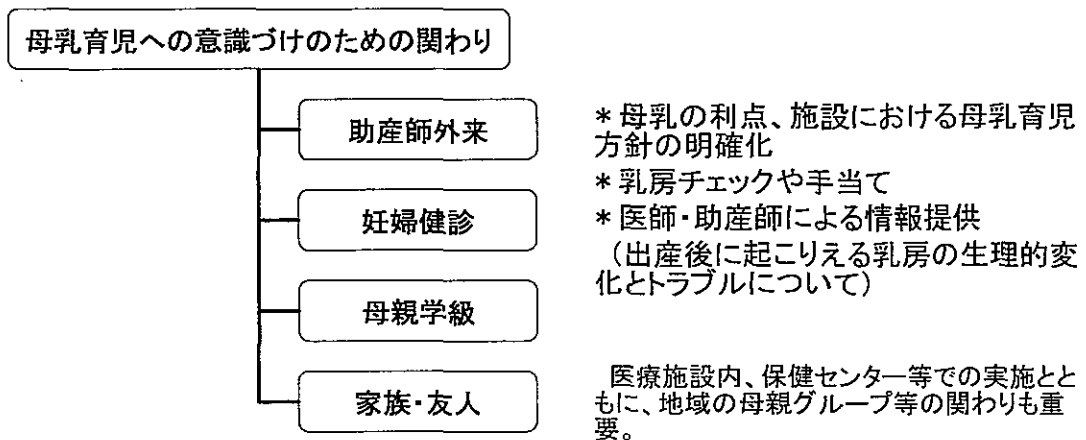 母乳育児への意識づけのための関わり
助産師外来
妊婦健診
母親学級
家族・友人
＊母乳の利点、施設における母乳育児
方針の明確化
＊乳房チェックや手当て
＊医師・助産師による情報提供
（出産後に起こりえる乳房の生理的変
化とトラブルについて）
医療施設内、保健センター等での実施とと
もに、地域の母親グループ等の関わりも重
要。